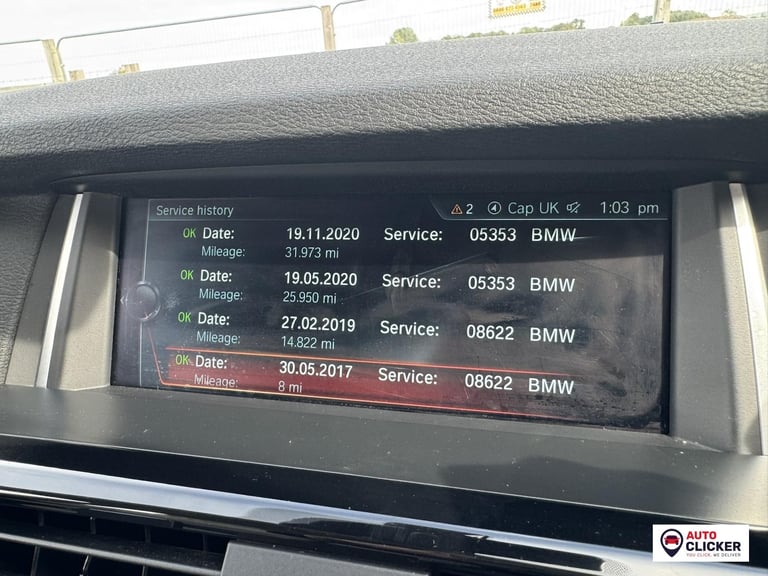 Service history 2 Cap UK 1:03 pm
OK Date: 19.11.2020 Service: 05353 BMW
Mileage: 31.973 mi
OK Date: 19.05.2020 Service: 05353 BMW
Mileage: 25.950 mi
OK Date: 27.02.2019 Service: 08622 BMW
Mileage: 14.822 mi
OK Date: 30.05.2017 Service: 08622 BMW
Mileage: 8 mi
AUTO
CLICKER
YOU CLICK, WE DELIVER